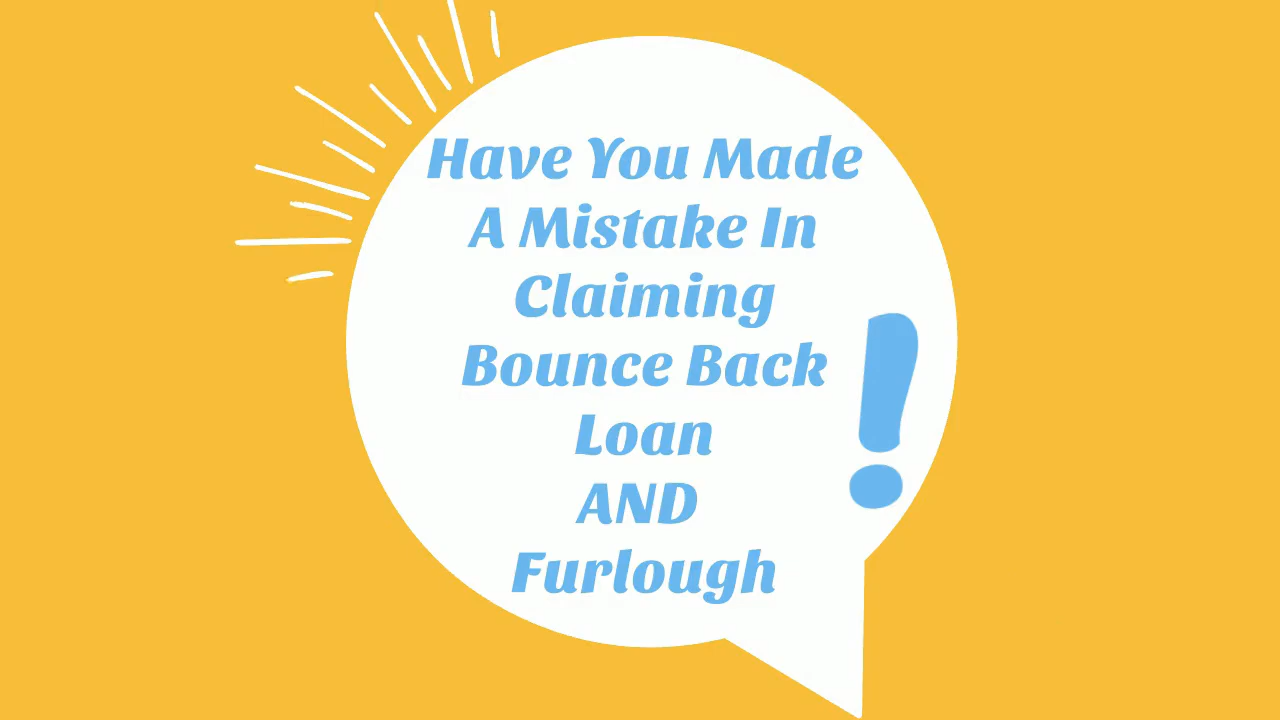 Have You Made
A Mistake In
Claiming
Bounce Back
Loan
AND
Furlough
!